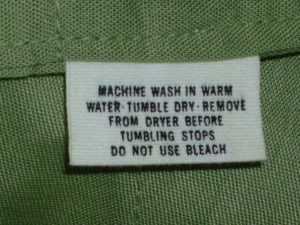 MACHINE WASH IN WARM
WATER·TUMBLE DRY·REMOVE
FROM DRYER BEFORE
TUMBLING STOPS
DO NOT USE BLEACH